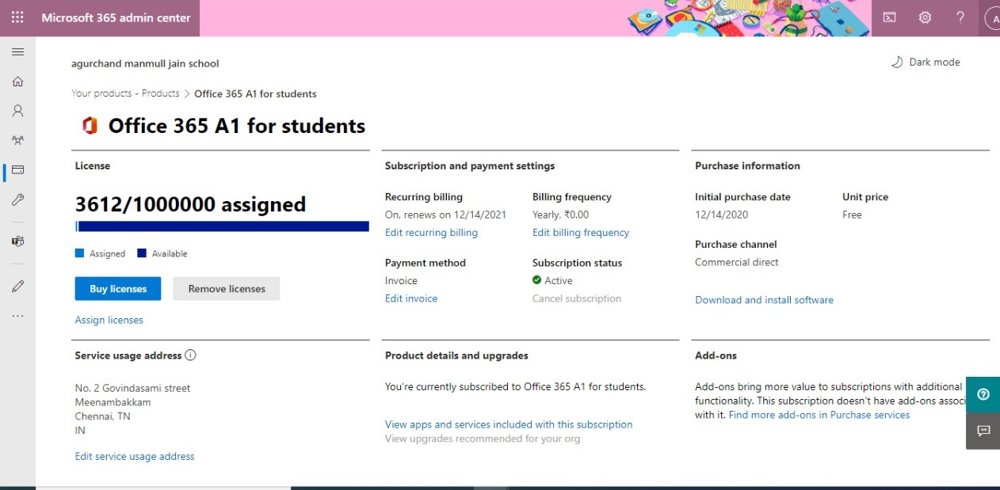 Microsoft 365 admin center
?
A
agurchand manmull jain school
Dark mode
Your products - Products > Office 365 A1 for students
Office 365 A1 for students
License
3612/1000000 assigned
Assigned Available
Buy licenses
Remove licenses
Assign licenses
Subscription and payment settings
Recurring billing
On, renews on 12/14/2021
Edit recurring billing
Billing frequency
Yearly, ₹0.00
Edit billing frequency
Payment method
Invoice
Edit invoice
Subscription status
Active
Cancel subscription
Purchase information
Initial purchase date
12/14/2020
Unit price
Free
Purchase channel
Commercial direct
Download and install software
Service usage address
No. 2 Govindasami street
Meenambakkam
Chennai, TN
IN
Edit service usage address
Product details and upgrades
You're currently subscribed to Office 365 A1 for students.
View apps and services included with this subscription
View upgrades recommended for your org
Add-ons
Add-ons bring more value to subscriptions with additional
functionality. This subscription doesn't have add-ons associ
with it. Find more add-ons in Purchase services